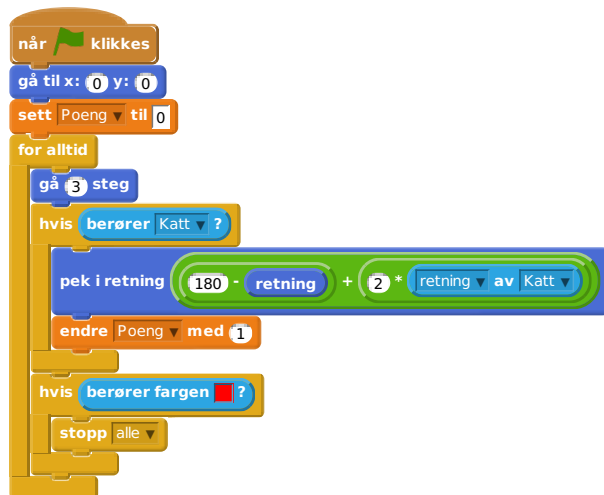 når klikkes
gå til x: 0 y: 0
sett Poeng til 0
for alltid
gå 3 steg
hvis berører Katt ?
pek i retning 180 - retning + 2 * retning av Katt
endre Poeng med 1
hvis berører fargen ?
stopp alle